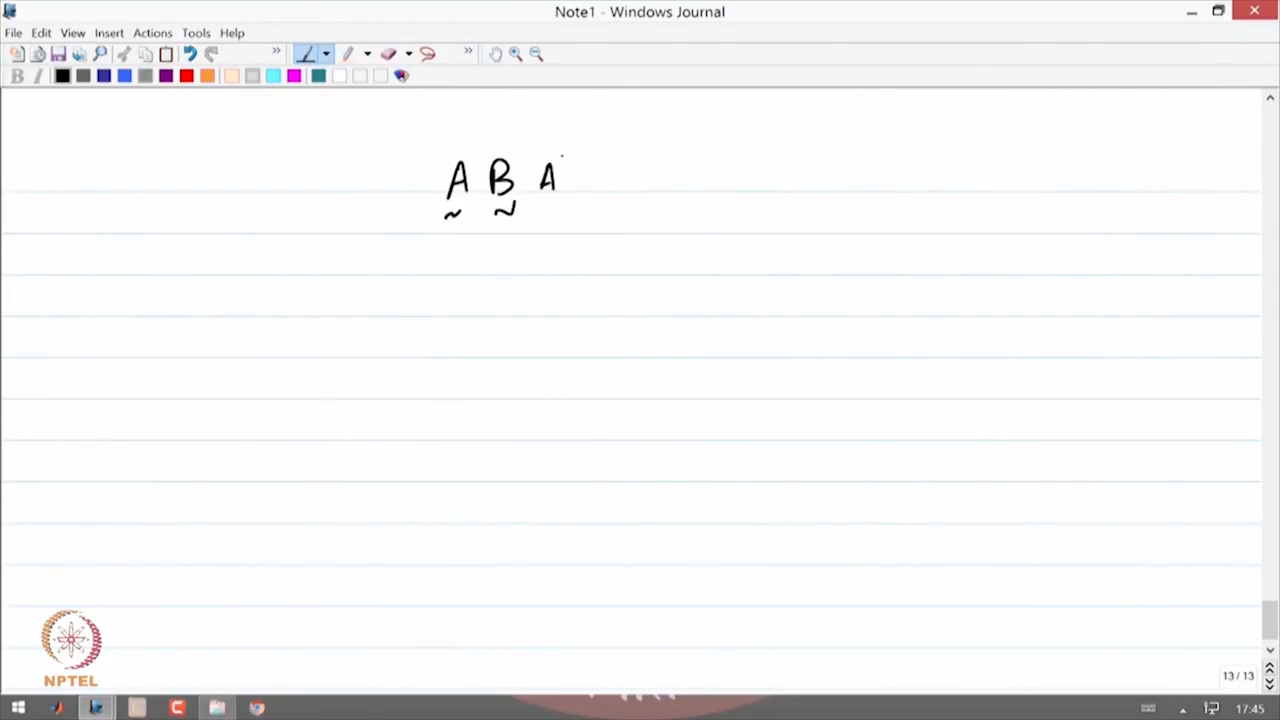 Note1 - Windows Journal
File Edit View Insert Actions Tools Help
A B A
~ ~
NPTEL
13 / 13
17:45